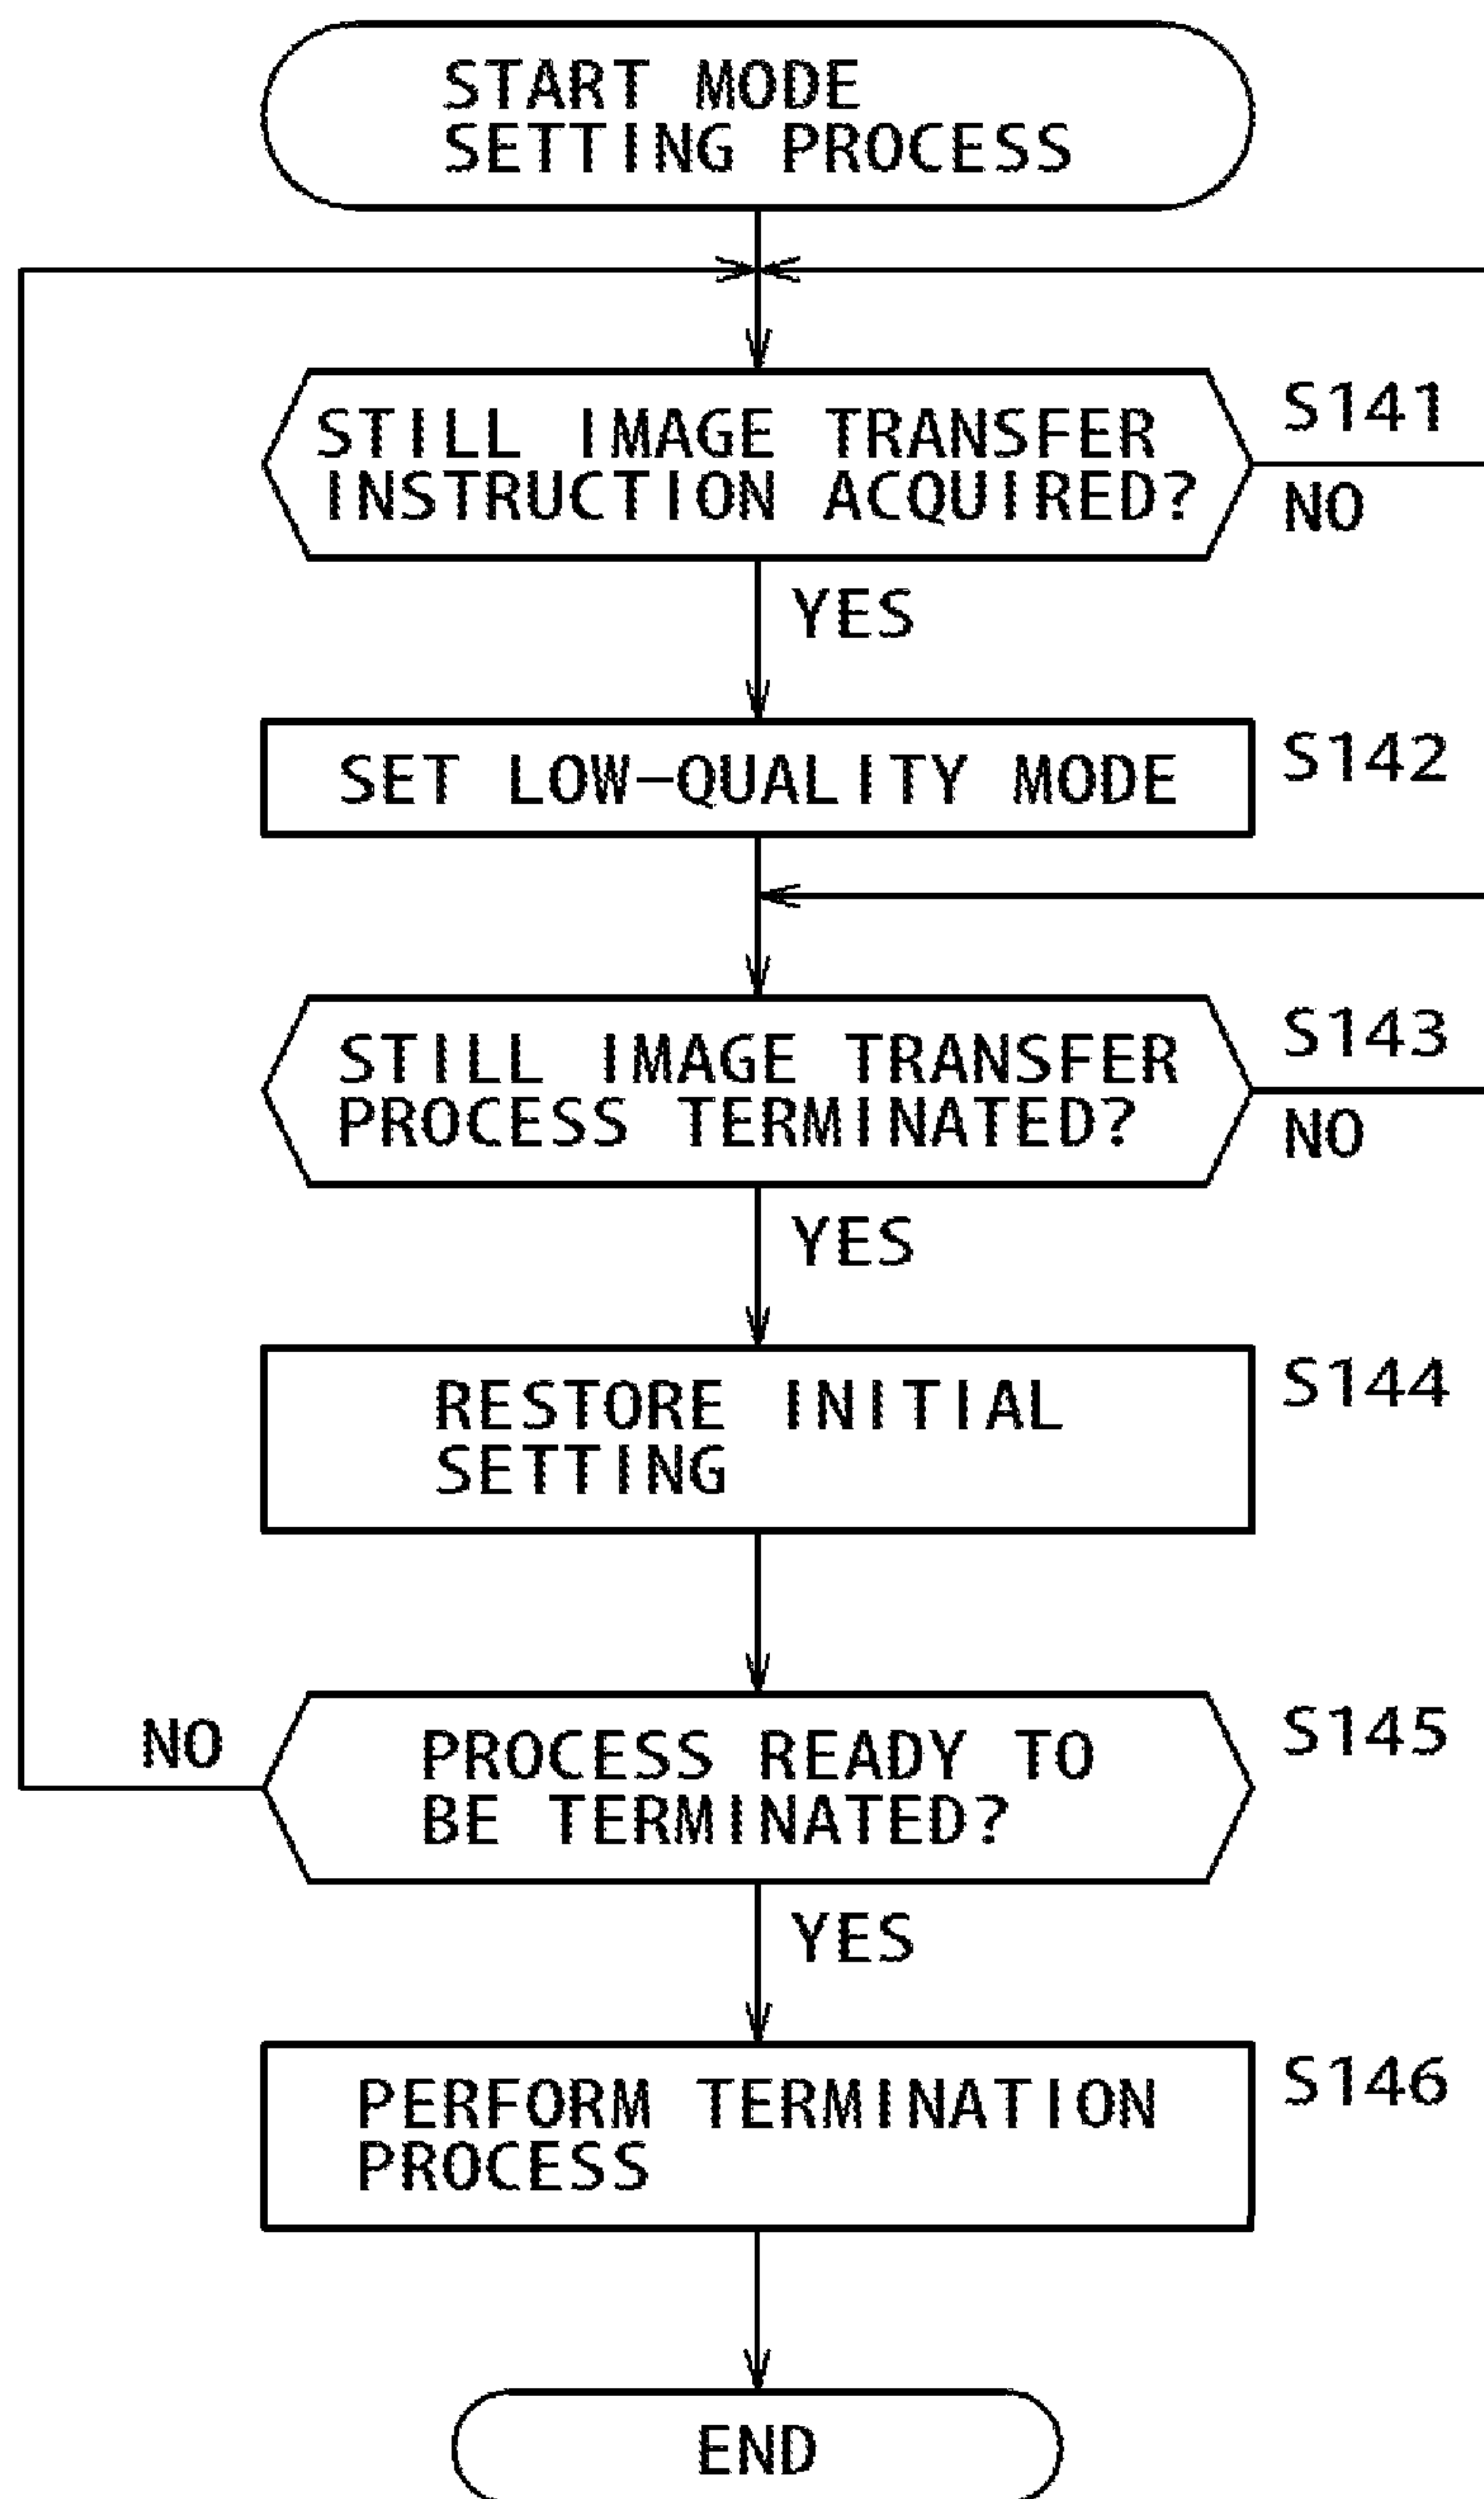 START MODE
SETTING PROCESS
STILL IMAGE TRANSFER
INSTRUCTION ACQUIRED?
S141
NO
YES
SET LOW-QUALITY MODE
S142
STILL IMAGE TRANSFER
PROCESS TERMINATED?
S143
NO
YES
RESTORE INITIAL
SETTING
S144
NO
PROCESS READY TO
BE TERMINATED?
S145
YES
PERFORM TERMINATION
PROCESS
S146
END